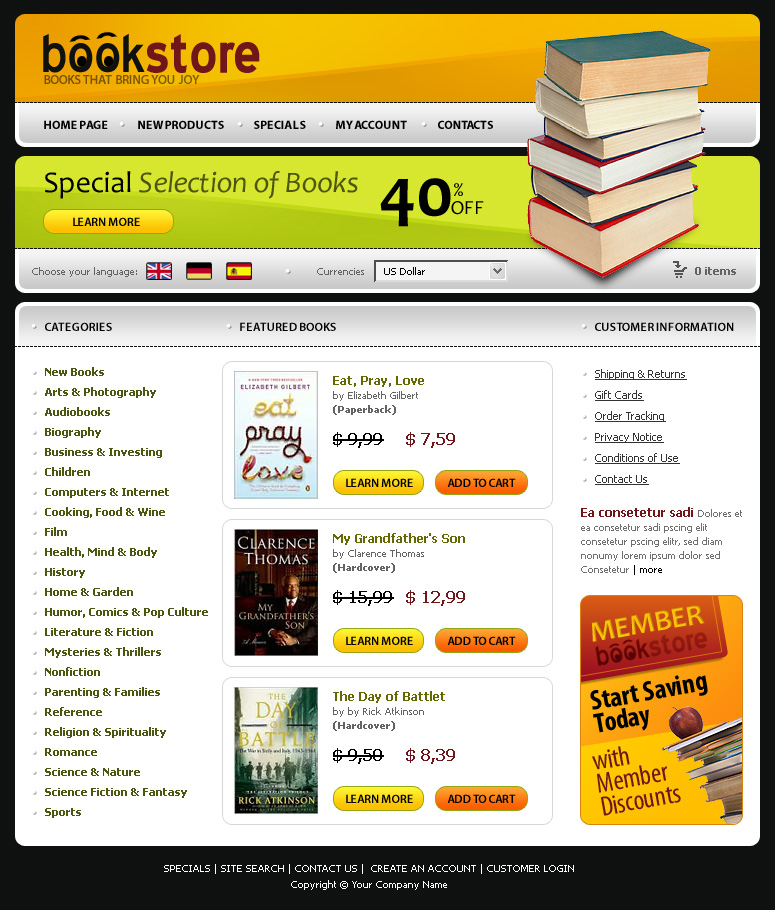 bookstore
BOOKS THAT BRING YOU JOY
HOME PAGE NEW PRODUCTS SPECIALS MY ACCOUNT CONTACTS
Special Selection of Books
40% OFF
LEARN MORE
Choose your language: Currencies US Dollar 0 items
CATEGORIES
New Books
Arts & Photography
Audiobooks
Biography
Business & Investing
Children
Computers & Internet
Cooking, Food & Wine
Film
Health, Mind & Body
History
Home & Garden
Humor, Comics & Pop Culture
Literature & Fiction
Mysteries & Thrillers
Nonfiction
Parenting & Families
Reference
Religion & Spirituality
Romance
Science & Nature
Science Fiction & Fantasy
Sports
FEATURED BOOKS
ELIZABETH GILBERT
eat
pray
love
Eat, Pray, Love
by Elizabeth Gilbert
(Paperback)
$ 9,99 $ 7,59
LEARN MORE ADD TO CART
CLARENCE
THOMAS
MY
GRANDFATHER'S
SON
A Memoir
My Grandfather's Son
by Clarence Thomas
(Hardcover)
$ 15,99 $ 12,99
LEARN MORE ADD TO CART
THE
DAY
OF
BATTLE
The War in Sicily and Italy, 1943-1944
RICK ATKINSON
The Day of Battlet
by by Rick Atkinson
(Hardcover)
$ 9,50 $ 8,39
LEARN MORE ADD TO CART
CUSTOMER INFORMATION
Shipping & Returns
Gift Cards
Order Tracking
Privacy Notice
Conditions of Use
Contact Us
Ea consetetur sadi Dolores et
ea consetetur sadi pscing elit
consetetur pscing elitr, sed diam
nonumy lorem ipsum dolor sed
Consetetur | more
MEMBER
bookstore
Start Saving
Today
with
Member
Discounts
SPECIALS | SITE SEARCH | CONTACT US | CREATE AN ACCOUNT | CUSTOMER LOGIN
Copyright © Your Company Name